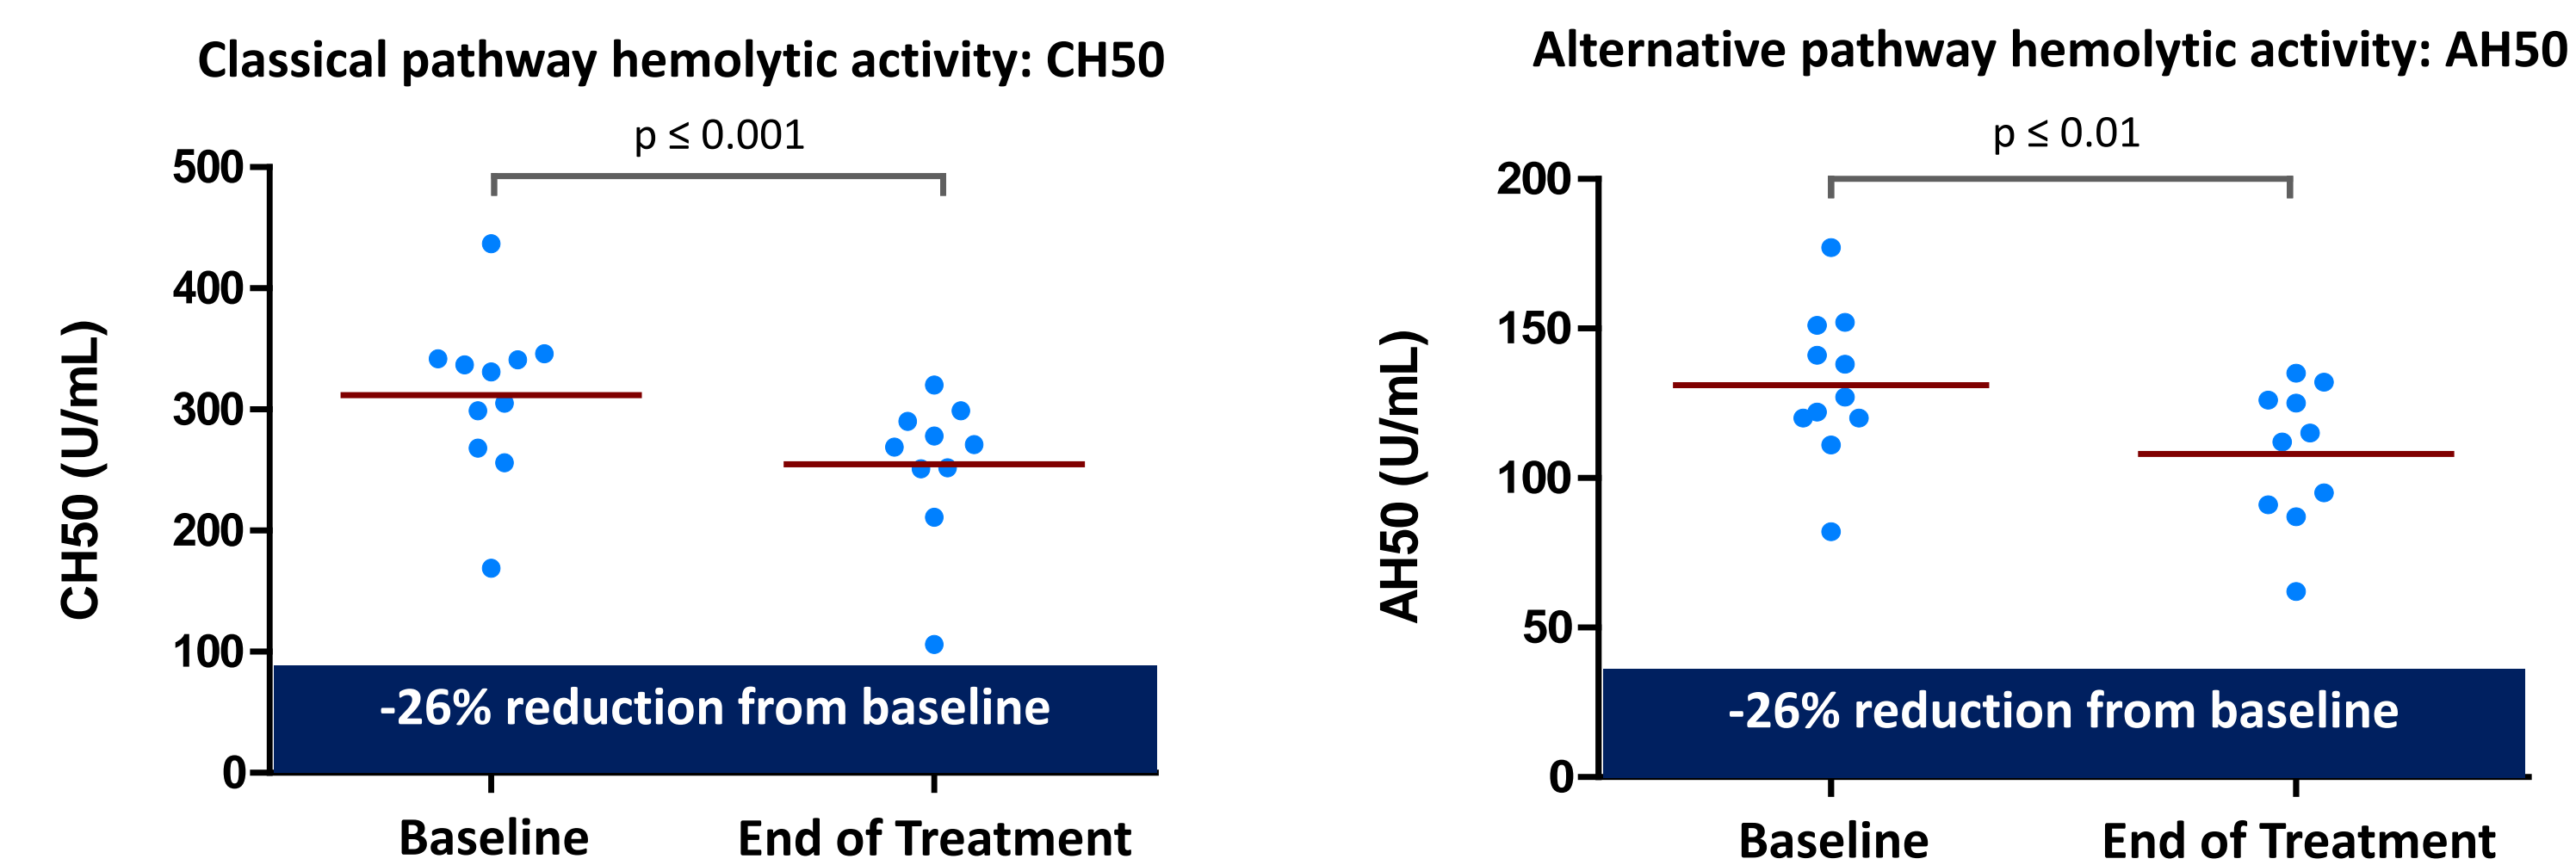 Classical pathway hemolytic activity: CH50
p ≤ 0.001
500
400
300
200
100
0
CH50 (U/mL)
-26% reduction from baseline
Baseline
End of Treatment
Alternative pathway hemolytic activity: AH50
p ≤ 0.01
200
150
100
50
0
AH50 (U/mL)
-26% reduction from baseline
Baseline
End of Treatment